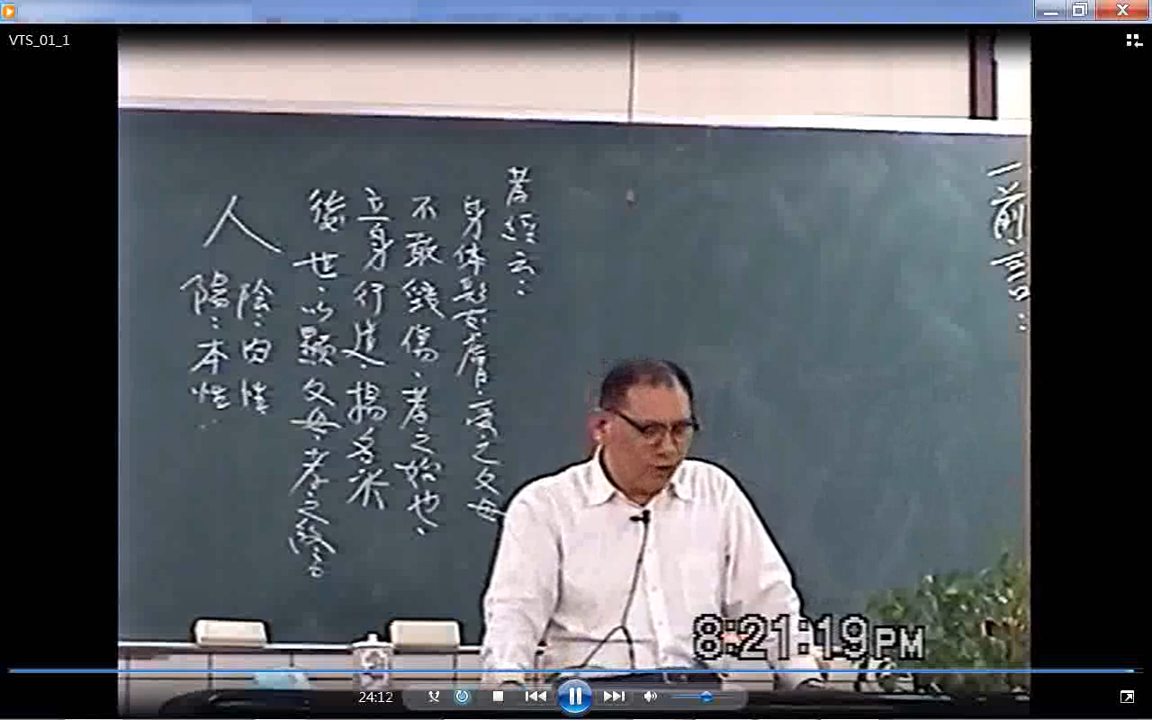 VTS_01_1
一前言：
孝經云：
身体髮膚、受之父母
不敢毀傷、孝之始也、
立身行道、揚名於
後世、以顯父母、孝之終也
人
陰：內情
陽：本性
8:21:19PM
24:12